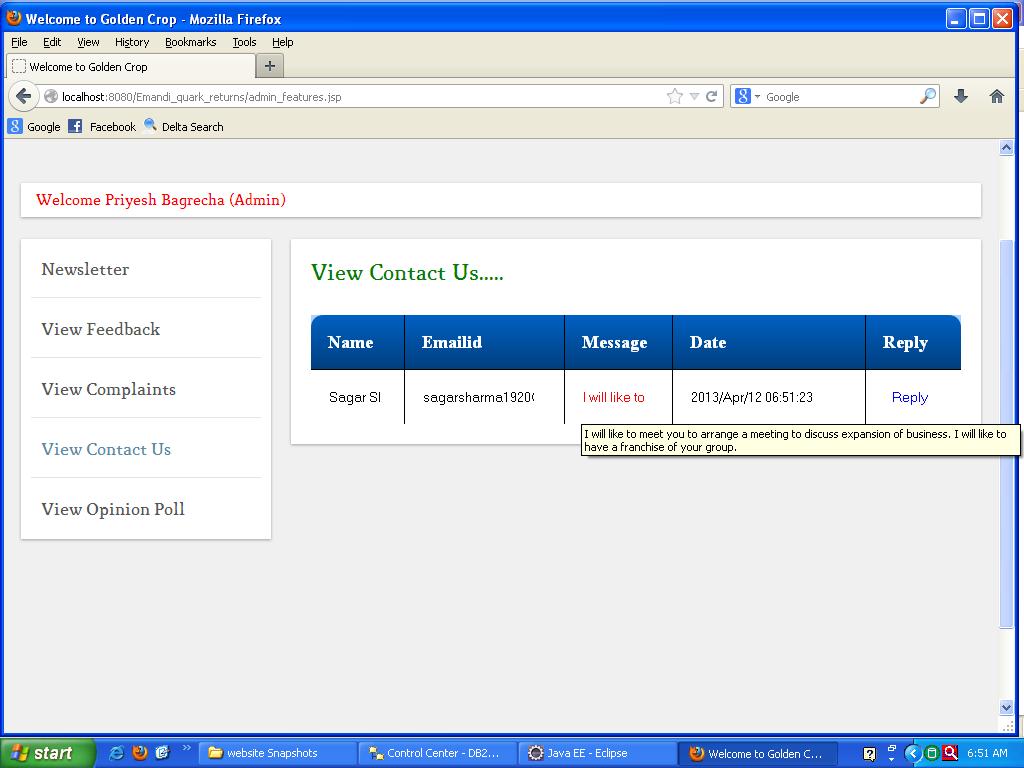 Welcome to Golden Crop - Mozilla Firefox
File Edit View History Bookmarks Tools Help
Welcome to Golden Crop
localhost:8080/Emandi_quark_returns/admin_features.jsp
Google
Google Facebook Delta Search
Welcome Priyesh Bagrecha (Admin)
Newsletter
View Feedback
View Complaints
View Contact Us
View Opinion Poll
View Contact Us.....
Name Emailid Message Date Reply
Sagar Sl sagarsharma1920 I will like to 2013/Apr/12 06:51:23 Reply
I will like to meet you to arrange a meeting to discuss expansion of business. I will like to
have a franchise of your group.
start website Snapshots Control Center - DB2... Java EE - Eclipse Welcome to Golden C... 6:51 AM